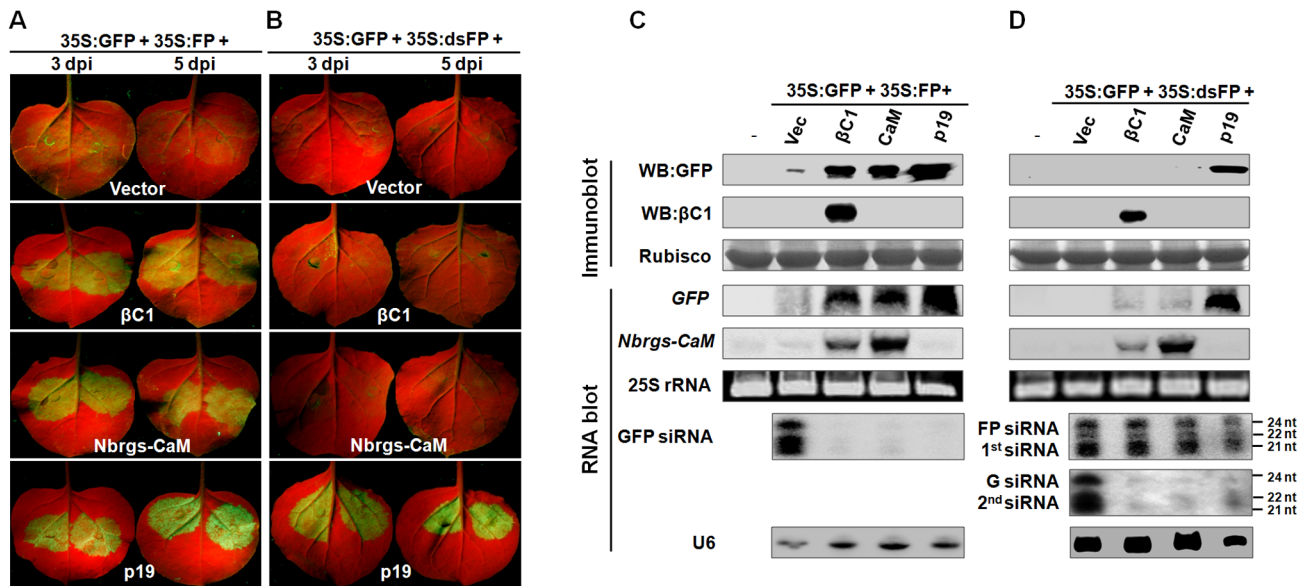 A
35S:GFP + 35S:FP +
3 dpi 5 dpi
Vector
βC1
Nbrgs-CaM
p19
B
35S:GFP + 35S:dsFP +
3 dpi 5 dpi
Vector
βC1
Nbrgs-CaM
p19
C
35S:GFP + 35S:FP+
- Vec βC1 CaM p19
Immunoblot
WB:GFP
WB:βC1
Rubisco
RNA blot
GFP
Nbrgs-CaM
25S rRNA
GFP siRNA
U6
D
35S:GFP + 35S:dsFP +
- Vec βC1 CaM p19
FP siRNA
1st siRNA
24 nt
22 nt
21 nt
G siRNA
2nd siRNA
24 nt
22 nt
21 nt